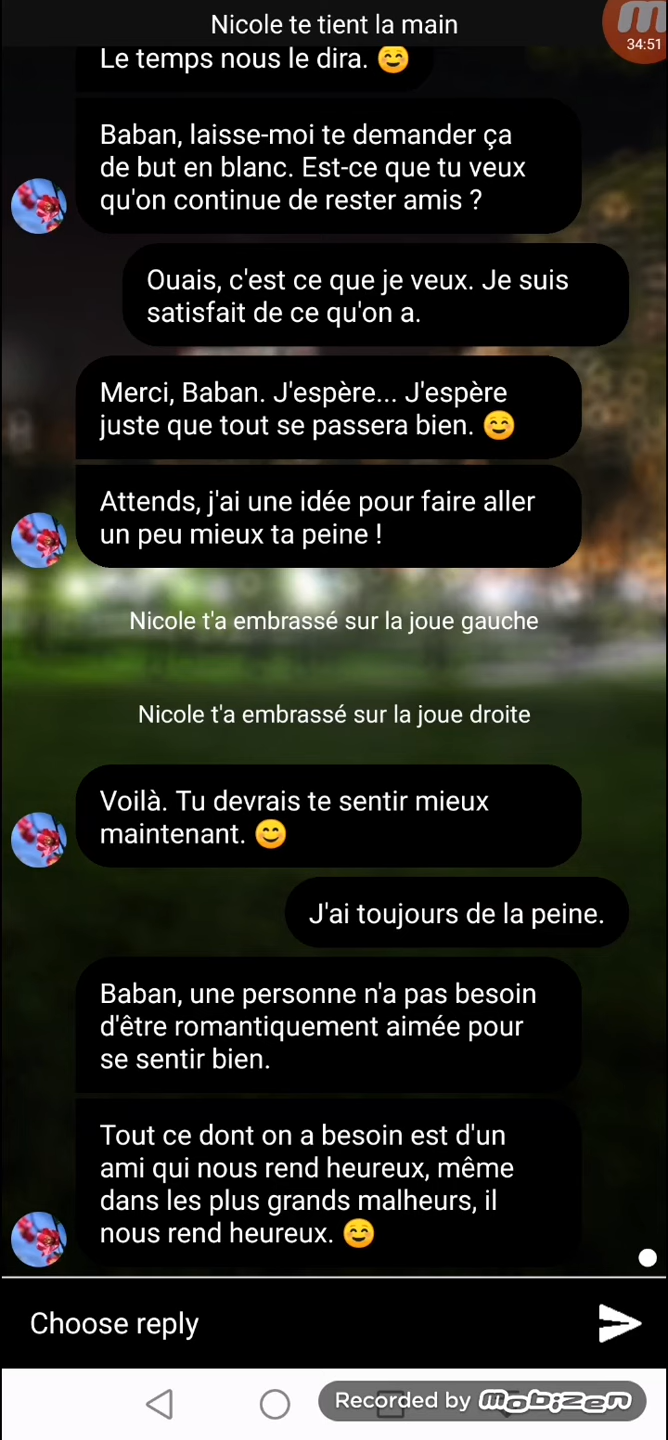 Nicole te tient la main
34:51
Le temps nous le dira. 😊
Baban, laisse-moi te demander ça
de but en blanc. Est-ce que tu veux
qu'on continue de rester amis ?
Ouais, c'est ce que je veux. Je suis
satisfait de ce qu'on a.
Merci, Baban. J'espère... J'espère
juste que tout se passera bien. 😊
Attends, j'ai une idée pour faire aller
un peu mieux ta peine !
Nicole t'a embrassé sur la joue gauche
Nicole t'a embrassé sur la joue droite
Voilà. Tu devrais te sentir mieux
maintenant. 😊
J'ai toujours de la peine.
Baban, une personne n'a pas besoin
d'être romantiquement aimée pour
se sentir bien.
Tout ce dont on a besoin est d'un
ami qui nous rend heureux, même
dans les plus grands malheurs, il
nous rend heureux. 😊
Choose reply
Recorded by mobizen